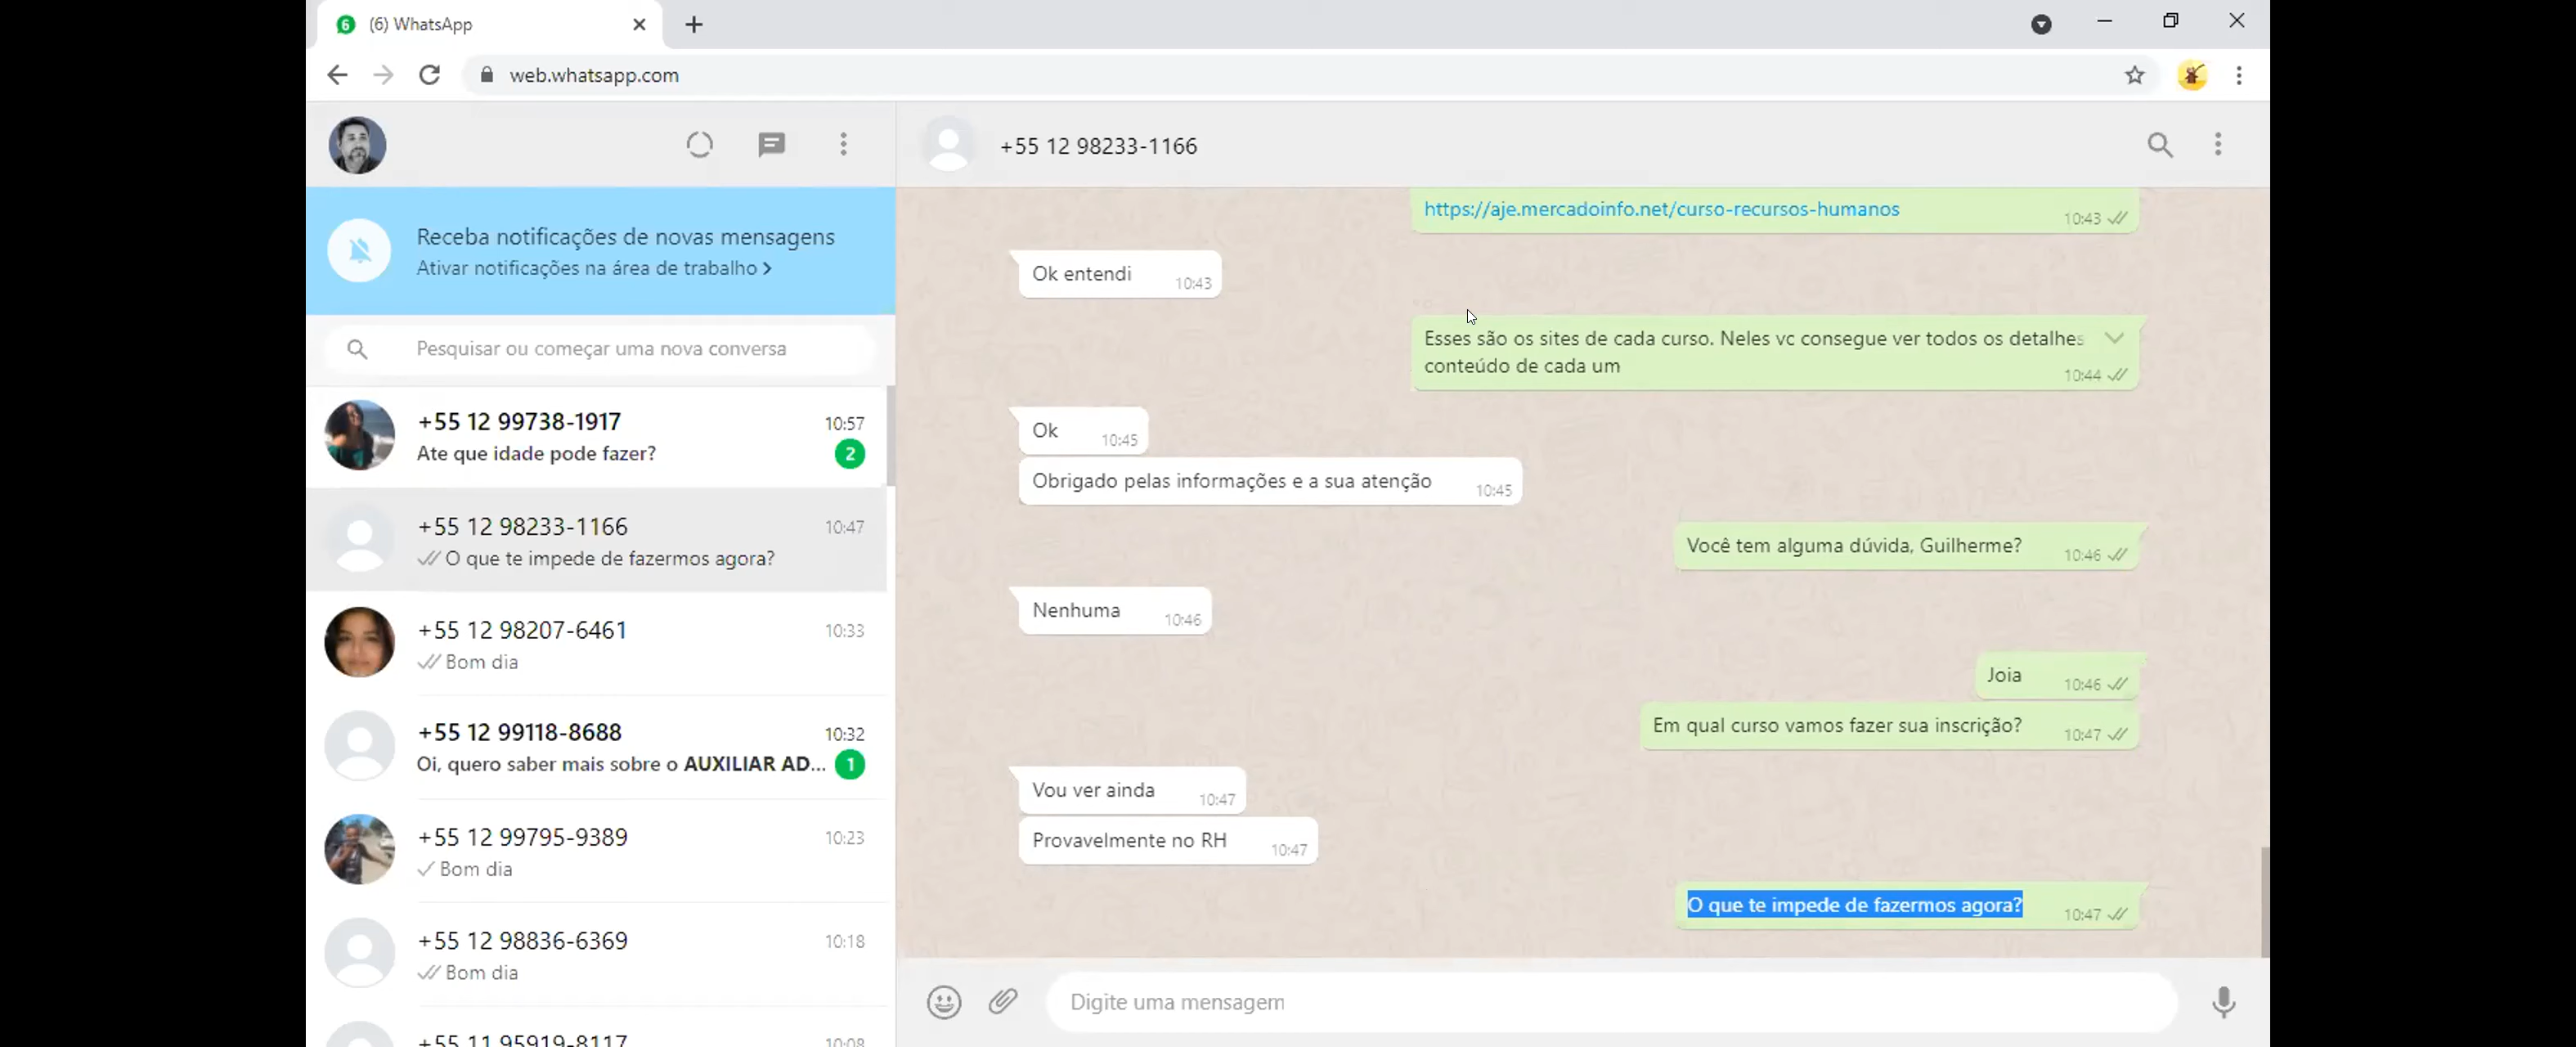 (6) WhatsApp
web.whatsapp.com
+55 12 98233-1166
Receba notificações de novas mensagens
Ativar notificações na área de trabalho
Pesquisar ou começar uma nova conversa
+55 12 99738-1917 10:57
Ate que idade pode fazer? 2
+55 12 98233-1166 10:47
O que te impede de fazermos agora?
+55 12 98207-6461 10:33
Bom dia
+55 12 99118-8688 10:32
Oi, quero saber mais sobre o AUXILIAR AD... 1
+55 12 99795-9389 10:23
Bom dia
+55 12 98836-6369 10:18
Bom dia
+55 11 95919-8117 10:08
https://aje.mercadoinfo.net/curso-recursos-humanos 10:43
Ok entendi 10:43
Esses são os sites de cada curso. Neles vc consegue ver todos os detalhes
conteúdo de cada um 10:44
Ok 10:45
Obrigado pelas informações e a sua atenção 10:45
Você tem alguma dúvida, Guilherme? 10:46
Nenhuma 10:46
Joia 10:46
Em qual curso vamos fazer sua inscrição? 10:47
Vou ver ainda 10:47
Provavelmente no RH 10:47
O que te impede de fazermos agora? 10:47
Digite uma mensagem